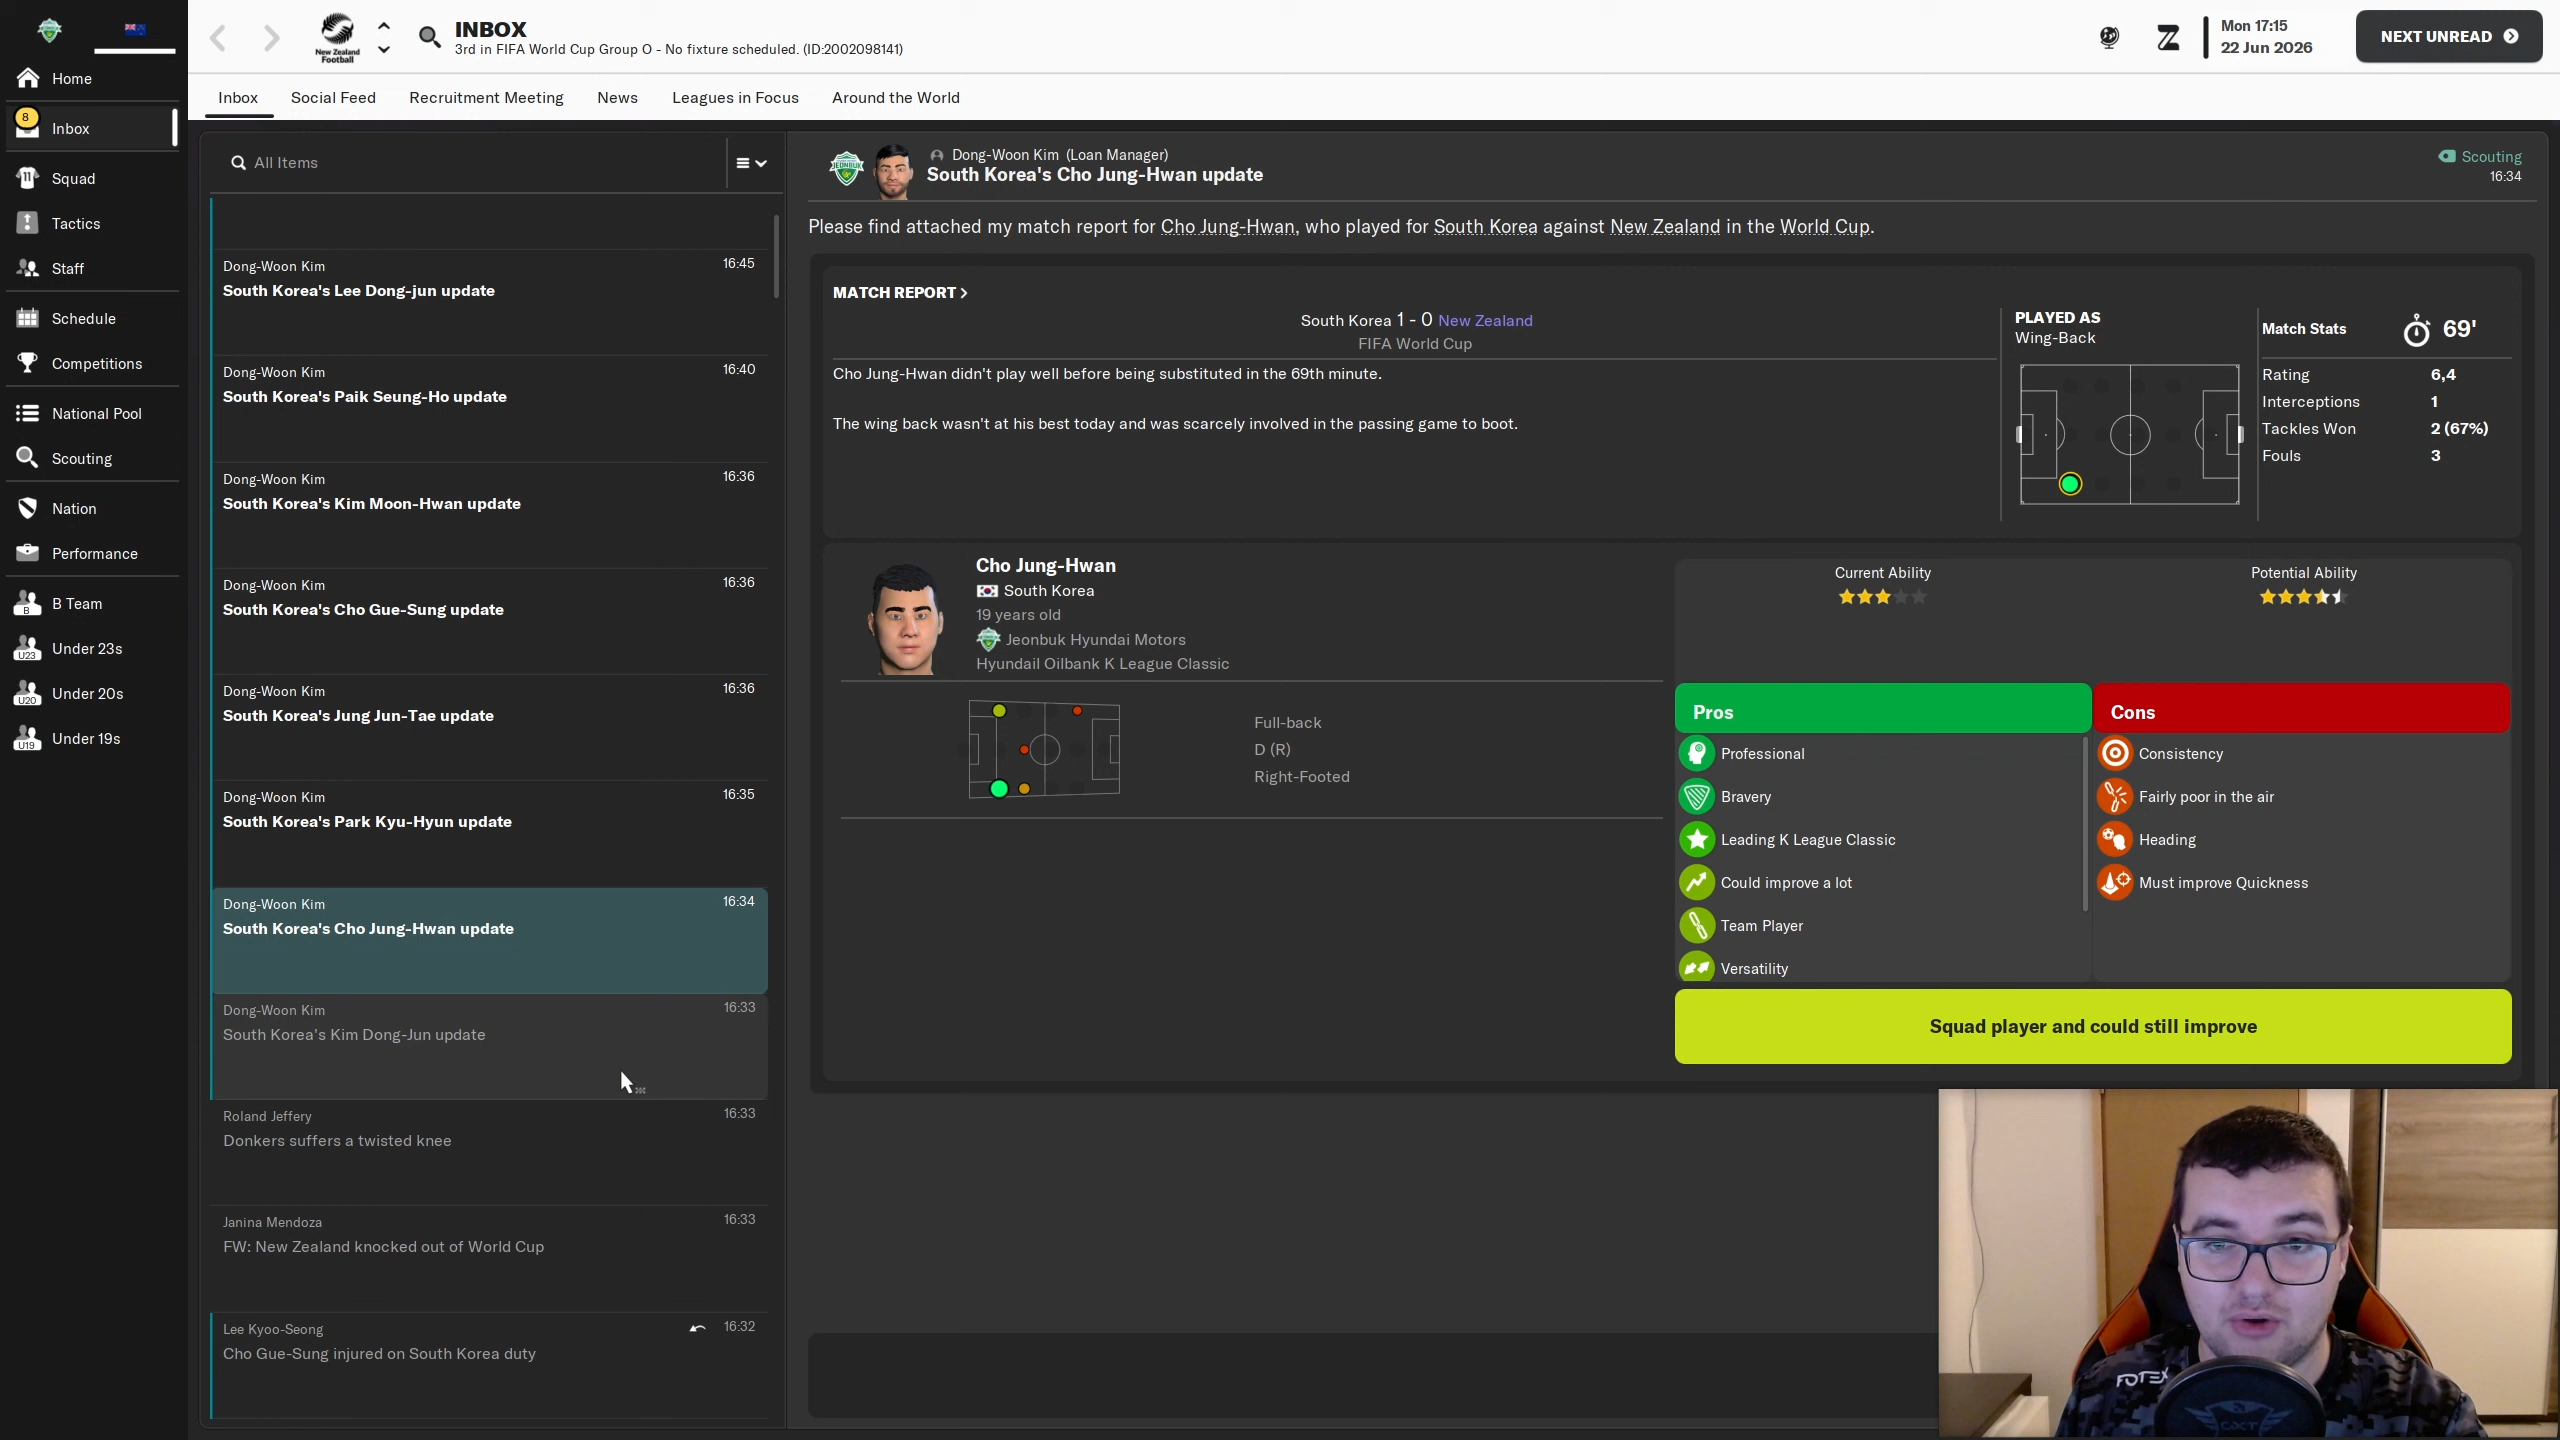 New Zealand
Football
INBOX
3rd in FIFA World Cup Group O - No fixture scheduled. (ID:2002098141)
Mon 17:15
22 Jun 2026
NEXT UNREAD
Home
8
Inbox
11
Squad
Tactics
Staff
Schedule
Competitions
National Pool
Scouting
Nation
Performance
B
B Team
U23
Under 23s
U20
Under 20s
U19
Under 19s
Inbox
Social Feed
Recruitment Meeting
News
Leagues in Focus
Around the World
All Items
Dong-Woon Kim
16:45
South Korea's Lee Dong-jun update
Dong-Woon Kim
16:40
South Korea's Paik Seung-Ho update
Dong-Woon Kim
16:36
South Korea's Kim Moon-Hwan update
Dong-Woon Kim
16:36
South Korea's Cho Gue-Sung update
Dong-Woon Kim
16:36
South Korea's Jung Jun-Tae update
Dong-Woon Kim
16:35
South Korea's Park Kyu-Hyun update
Dong-Woon Kim
16:34
South Korea's Cho Jung-Hwan update
Dong-Woon Kim
16:33
South Korea's Kim Dong-Jun update
Roland Jeffery
16:33
Donkers suffers a twisted knee
Janina Mendoza
16:33
FW: New Zealand knocked out of World Cup
Lee Kyoo-Seong
16:32
Cho Gue-Sung injured on South Korea duty
Dong-Woon Kim (Loan Manager)
South Korea's Cho Jung-Hwan update
Scouting
16:34
Please find attached my match report for Cho Jung-Hwan, who played for South Korea against New Zealand in the World Cup.
MATCH REPORT
South Korea 1 - 0 New Zealand
FIFA World Cup
Cho Jung-Hwan didn't play well before being substituted in the 69th minute.
The wing back wasn't at his best today and was scarcely involved in the passing game to boot.
PLAYED AS
Wing-Back
Match Stats
69'
Rating 6,4
Interceptions 1
Tackles Won 2 (67%)
Fouls 3
Cho Jung-Hwan
South Korea
19 years old
Jeonbuk Hyundai Motors
Hyundail Oilbank K League Classic
Full-back
D (R)
Right-Footed
Current Ability
Potential Ability
Pros
Professional
Bravery
Leading K League Classic
Could improve a lot
Team Player
Versatility
Cons
Consistency
Fairly poor in the air
Heading
Must improve Quickness
Squad player and could still improve
FOTEX